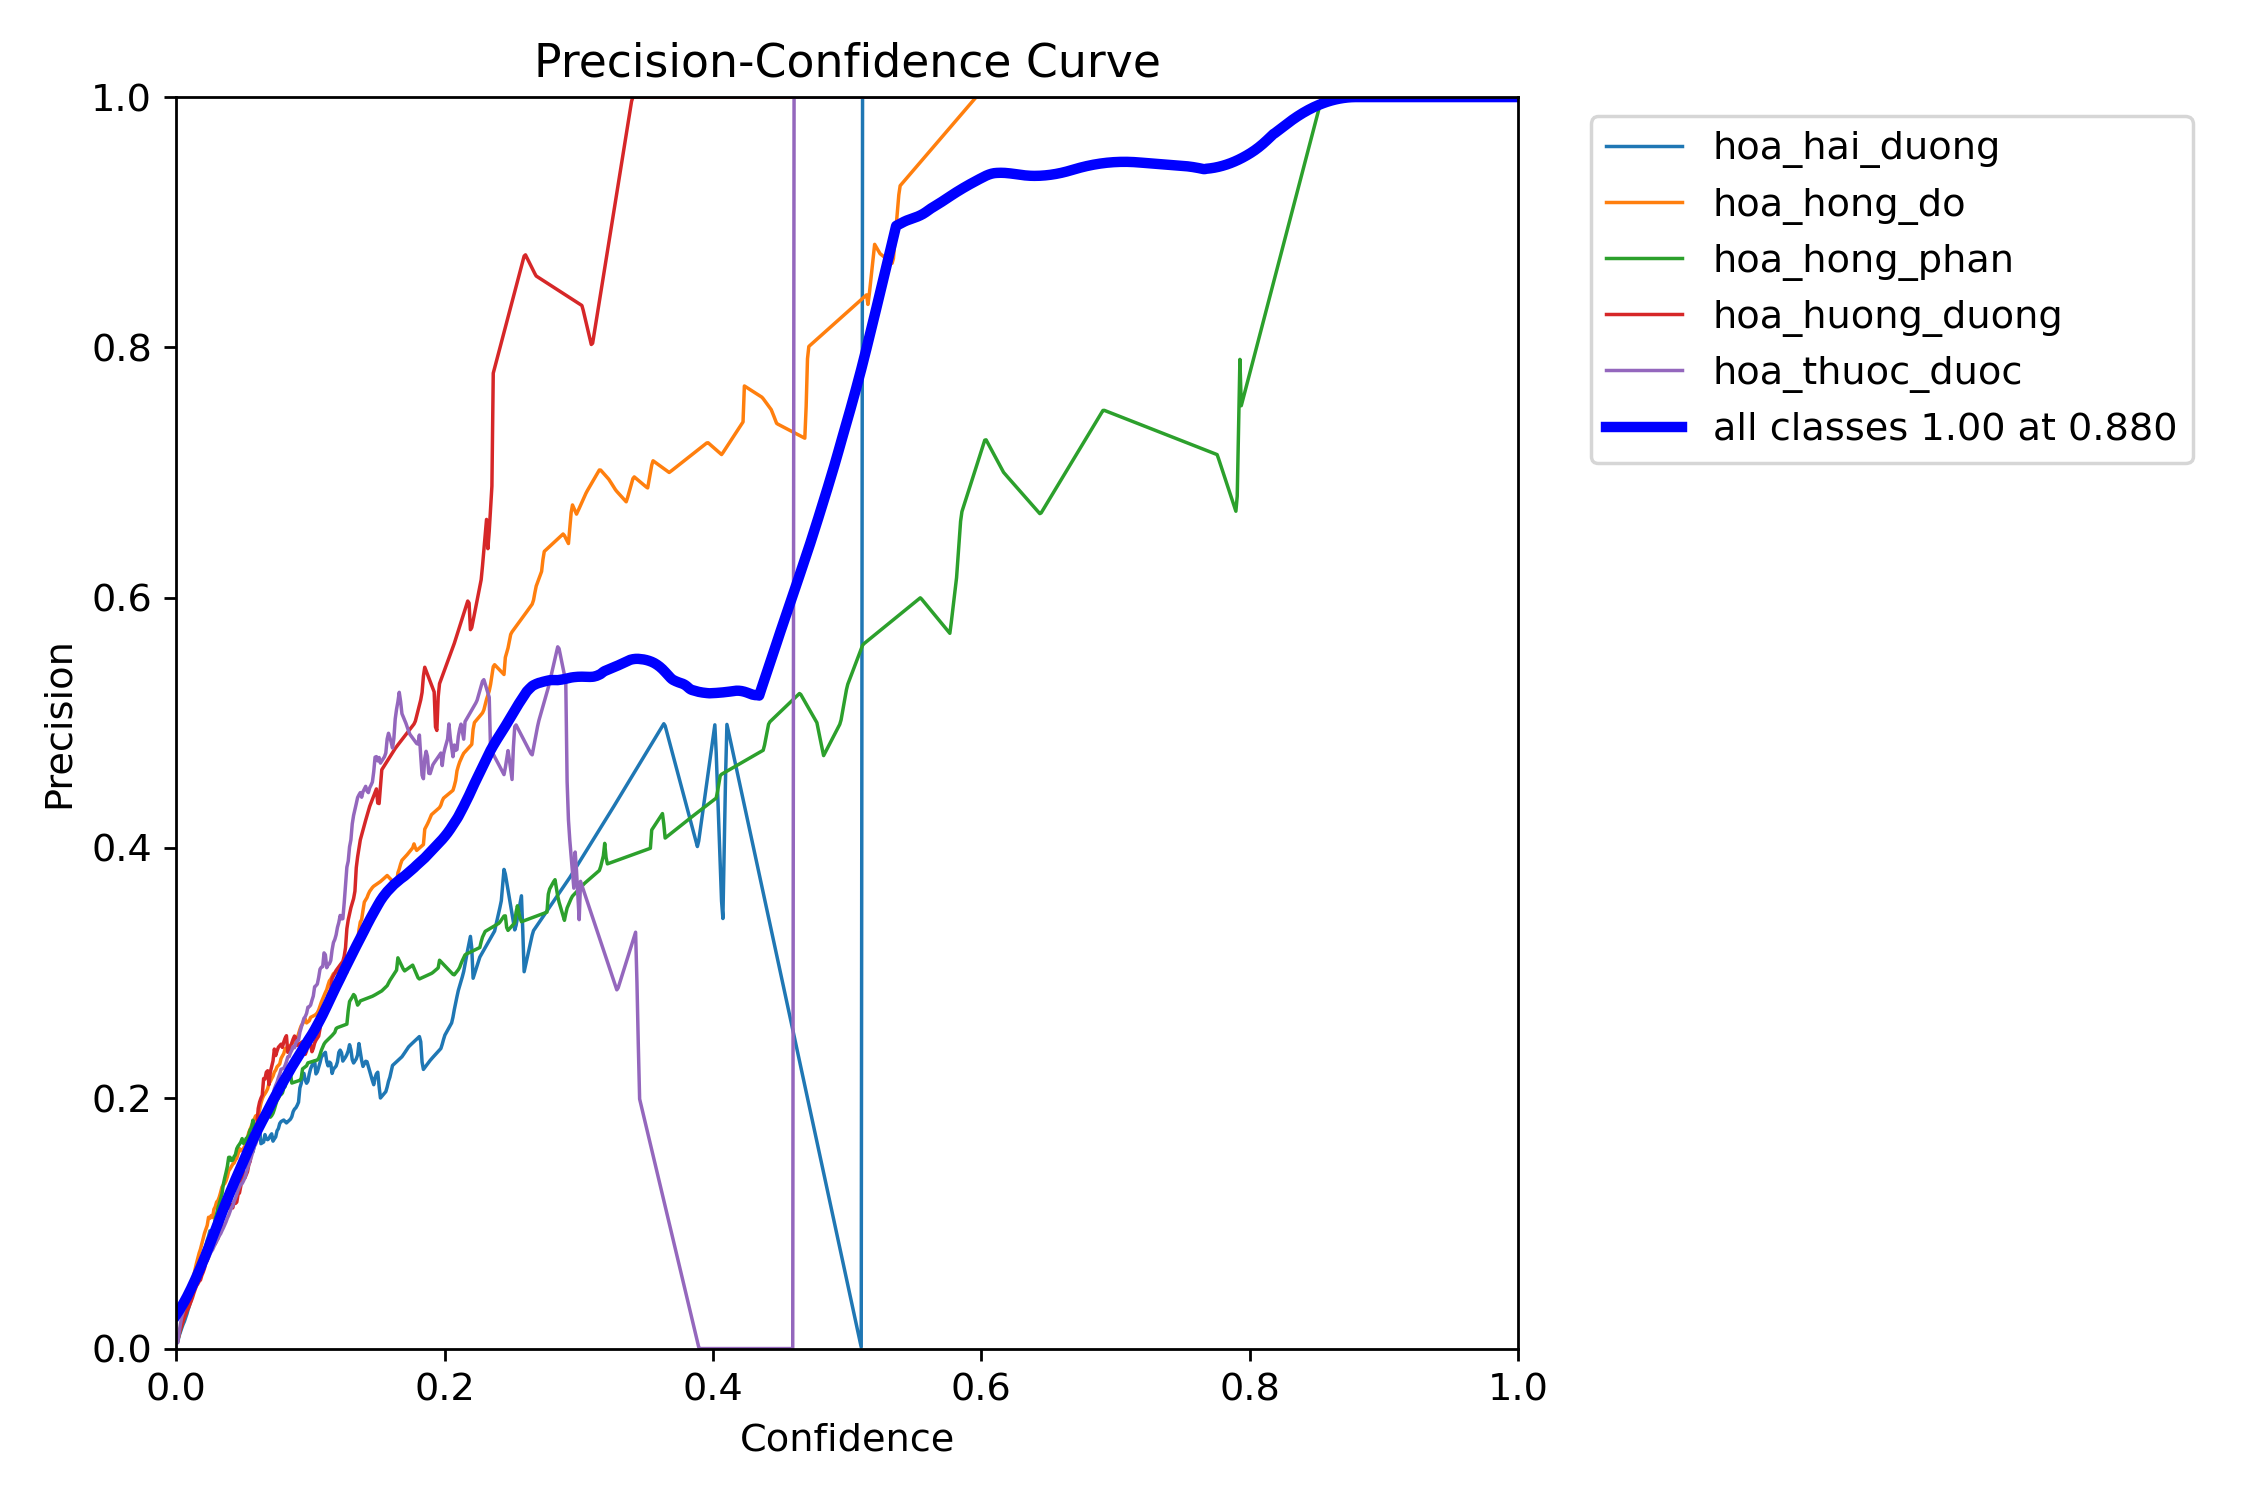 Precision-Confidence Curve
1.0
0.8
0.6
0.4
0.2
0.0
Precision
0.0 0.2 0.4 0.6 0.8 1.0
Confidence
hoa_hai_duong
hoa_hong_do
hoa_hong_phan
hoa_huong_duong
hoa_thuoc_duoc
all classes 1.00 at 0.880